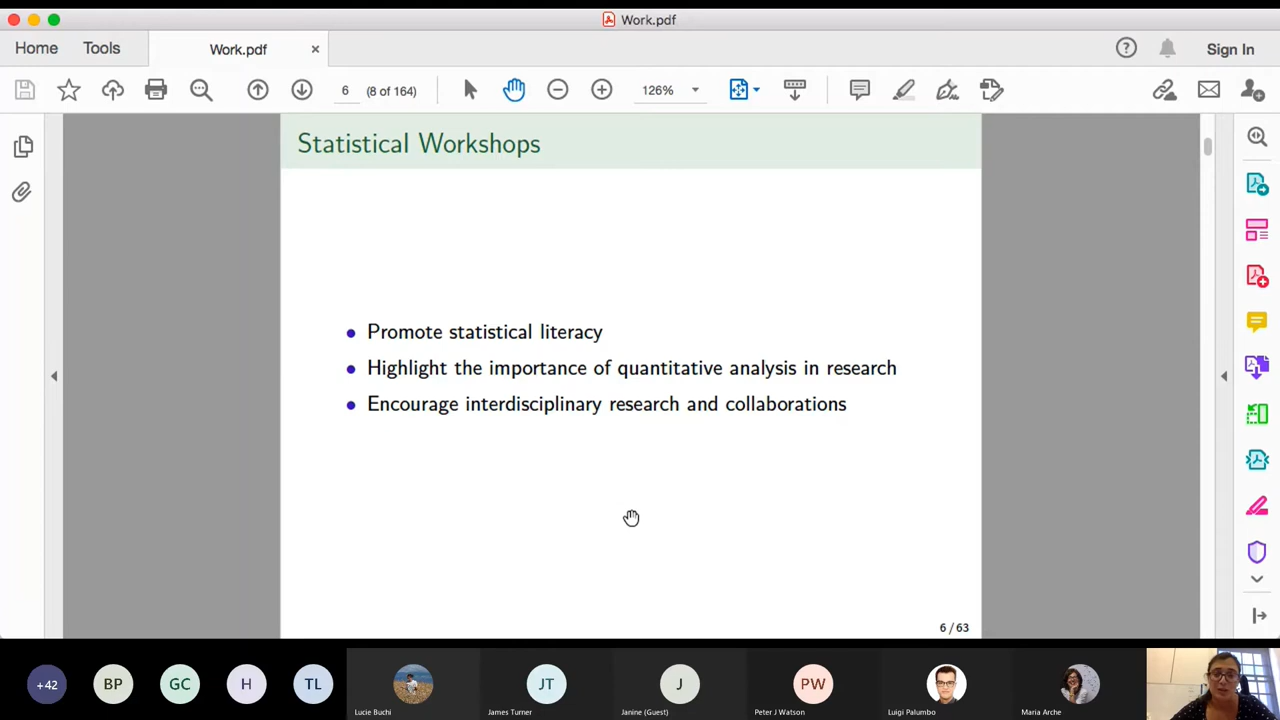 Work.pdf
Home
Tools
Work.pdf
Sign In
6
(8 of 164)
126%
Statistical Workshops
Promote statistical literacy
Highlight the importance of quantitative analysis in research
Encourage interdisciplinary research and collaborations
6 / 63
+42
BP
GC
H
TL
JT
J
PW
Lucie Buchi
James Turner
Janine (Guest)
Peter J Watson
Luigi Palumbo
Maria Arche